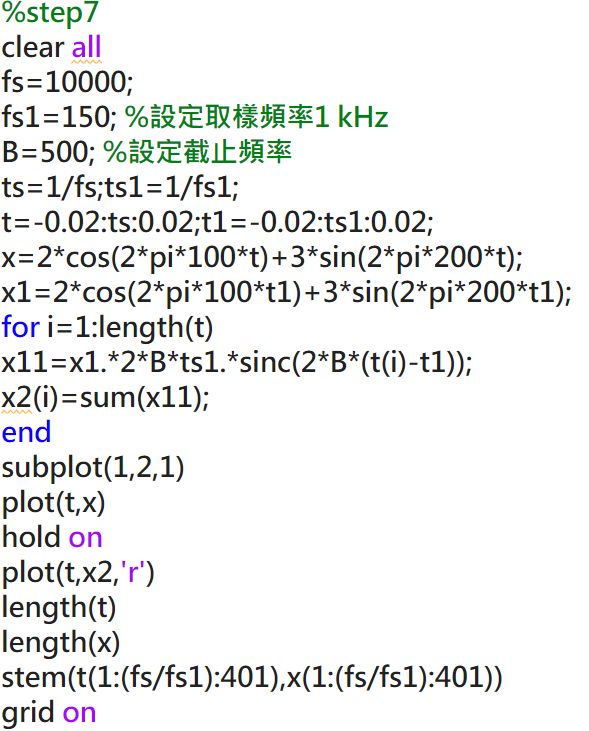 %step7
clear all
fs=10000;
fs1=150; %設定取樣頻率1 kHz
B=500; %設定截止頻率
ts=1/fs;ts1=1/fs1;
t=-0.02:ts:0.02;t1=-0.02:ts1:0.02;
x=2*cos(2*pi*100*t)+3*sin(2*pi*200*t);
x1=2*cos(2*pi*100*t1)+3*sin(2*pi*200*t1);
for i=1:length(t)
x11=x1.*2*B*ts1.*sinc(2*B*(t(i)-t1));
x2(i)=sum(x11);
end
subplot(1,2,1)
plot(t,x)
hold on
plot(t,x2,'r')
length(t)
length(x)
stem(t(1:(fs/fs1):401),x(1:(fs/fs1):401))
grid on